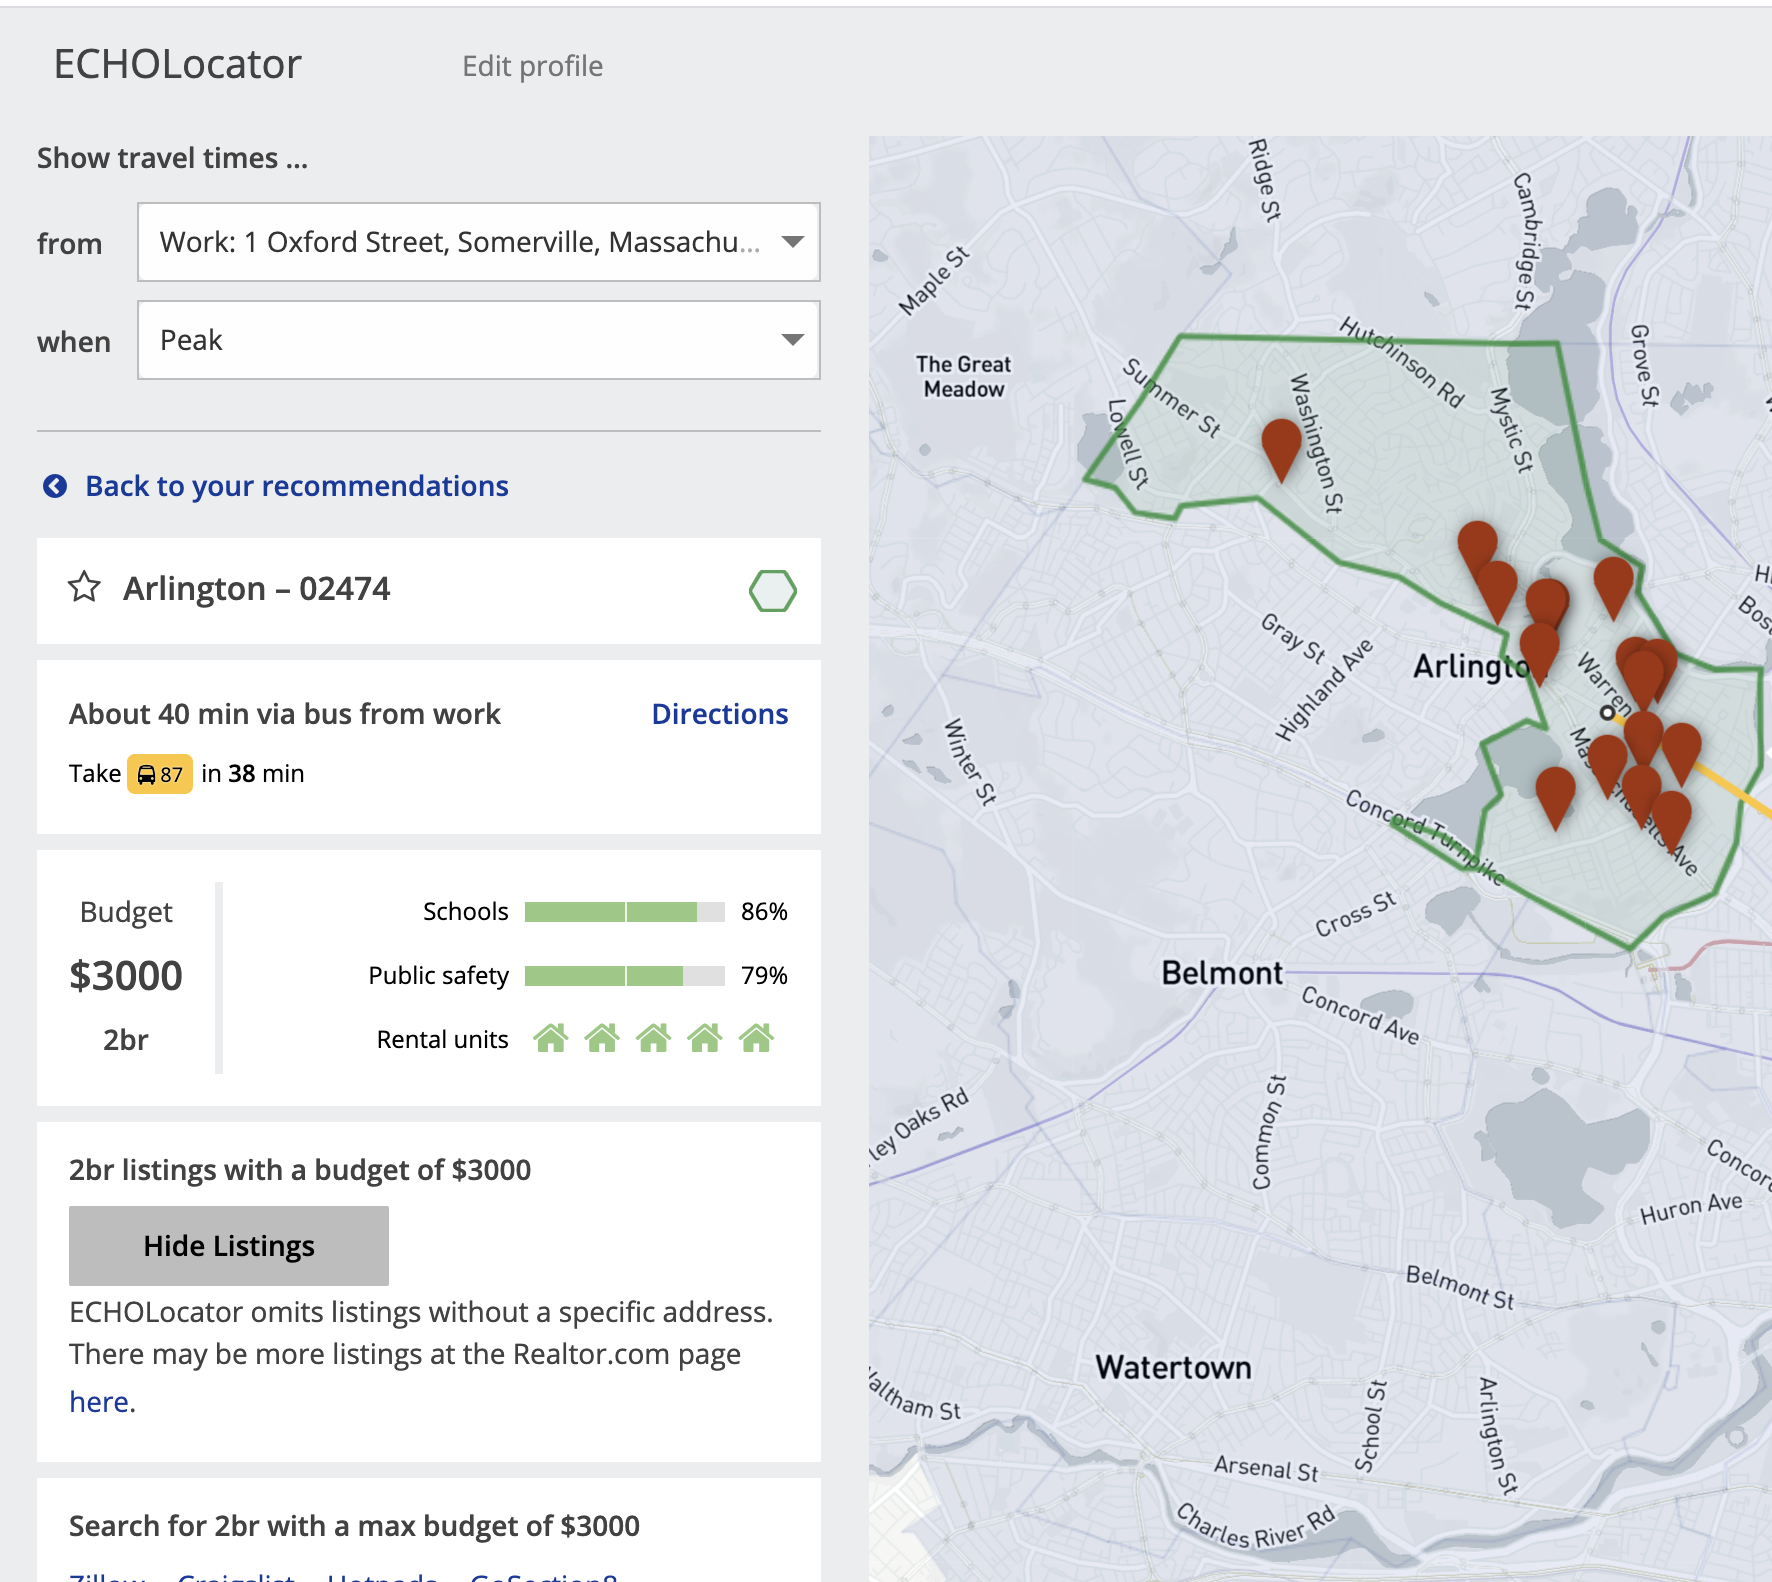 ECHOLocator
Edit profile
Show travel times ...
from
Work: 1 Oxford Street, Somerville, Massachu...
when
Peak
Back to your recommendations
Arlington – 02474
About 40 min via bus from work
Directions
Take 87 in 38 min
Budget
$3000
2br
Schools 86%
Public safety 79%
Rental units
2br listings with a budget of $3000
Hide Listings
ECHOLocator omits listings without a specific address.
There may be more listings at the Realtor.com page
here.
Search for 2br with a max budget of $3000
Zillow Craigslist Hotpads GoSection8
Ridge St
Cambridge St
Maple St
Hutchinson Rd
Grove St
The Great
Meadow
Summer St
Washington St
Mystic St
Lowell St
Gray St
Highland Ave
Warren
Winter St
Concord Turnpike
Ave
Cross St
Belmont
Concord Ave
Common St
Oaks Rd
Huron Ave
Belmont St
Watertown
School St
Arlington St
St
Arsenal St
Charles River Rd